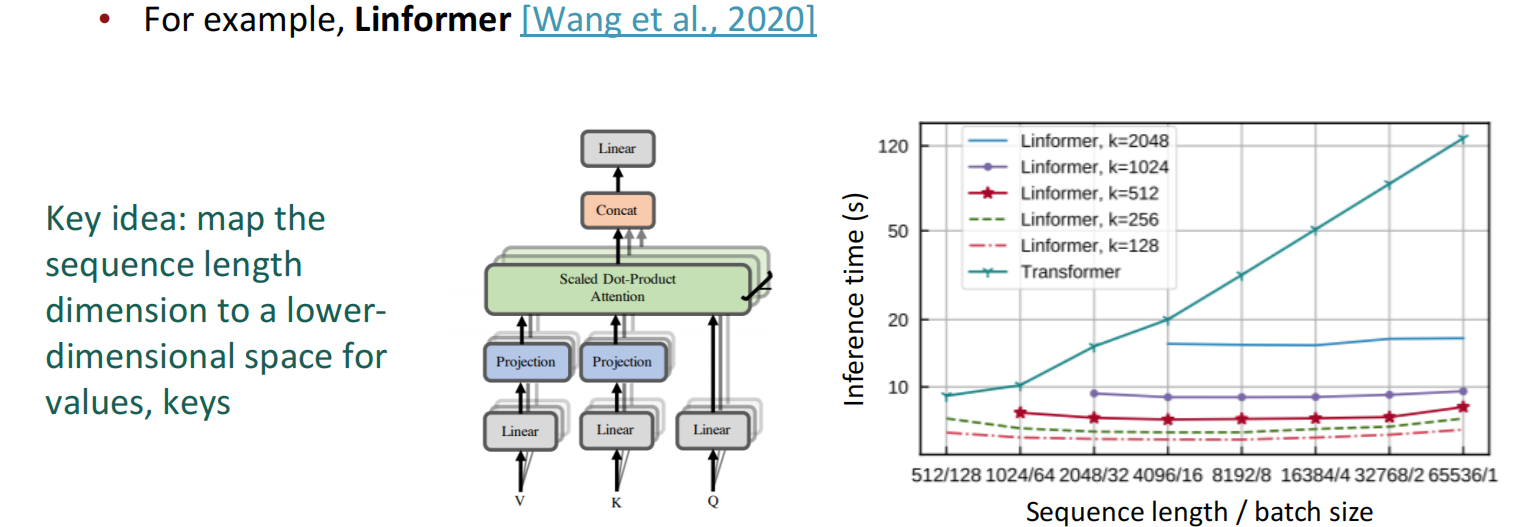 • For example, Linformer [Wang et al., 2020]
Key idea: map the
sequence length
dimension to a lower-
dimensional space for
values, keys
Linear
Concat
Scaled Dot-Product
Attention
Projection
Projection
Linear
Linear
Linear
V
K
Q
Inference time (s)
120
50
20
10
Linformer, k=2048
Linformer, k=1024
Linformer, k=512
Linformer, k=256
Linformer, k=128
Transformer
512/128 1024/64 2048/32 4096/16 8192/8 16384/4 32768/2 65536/1
Sequence length / batch size